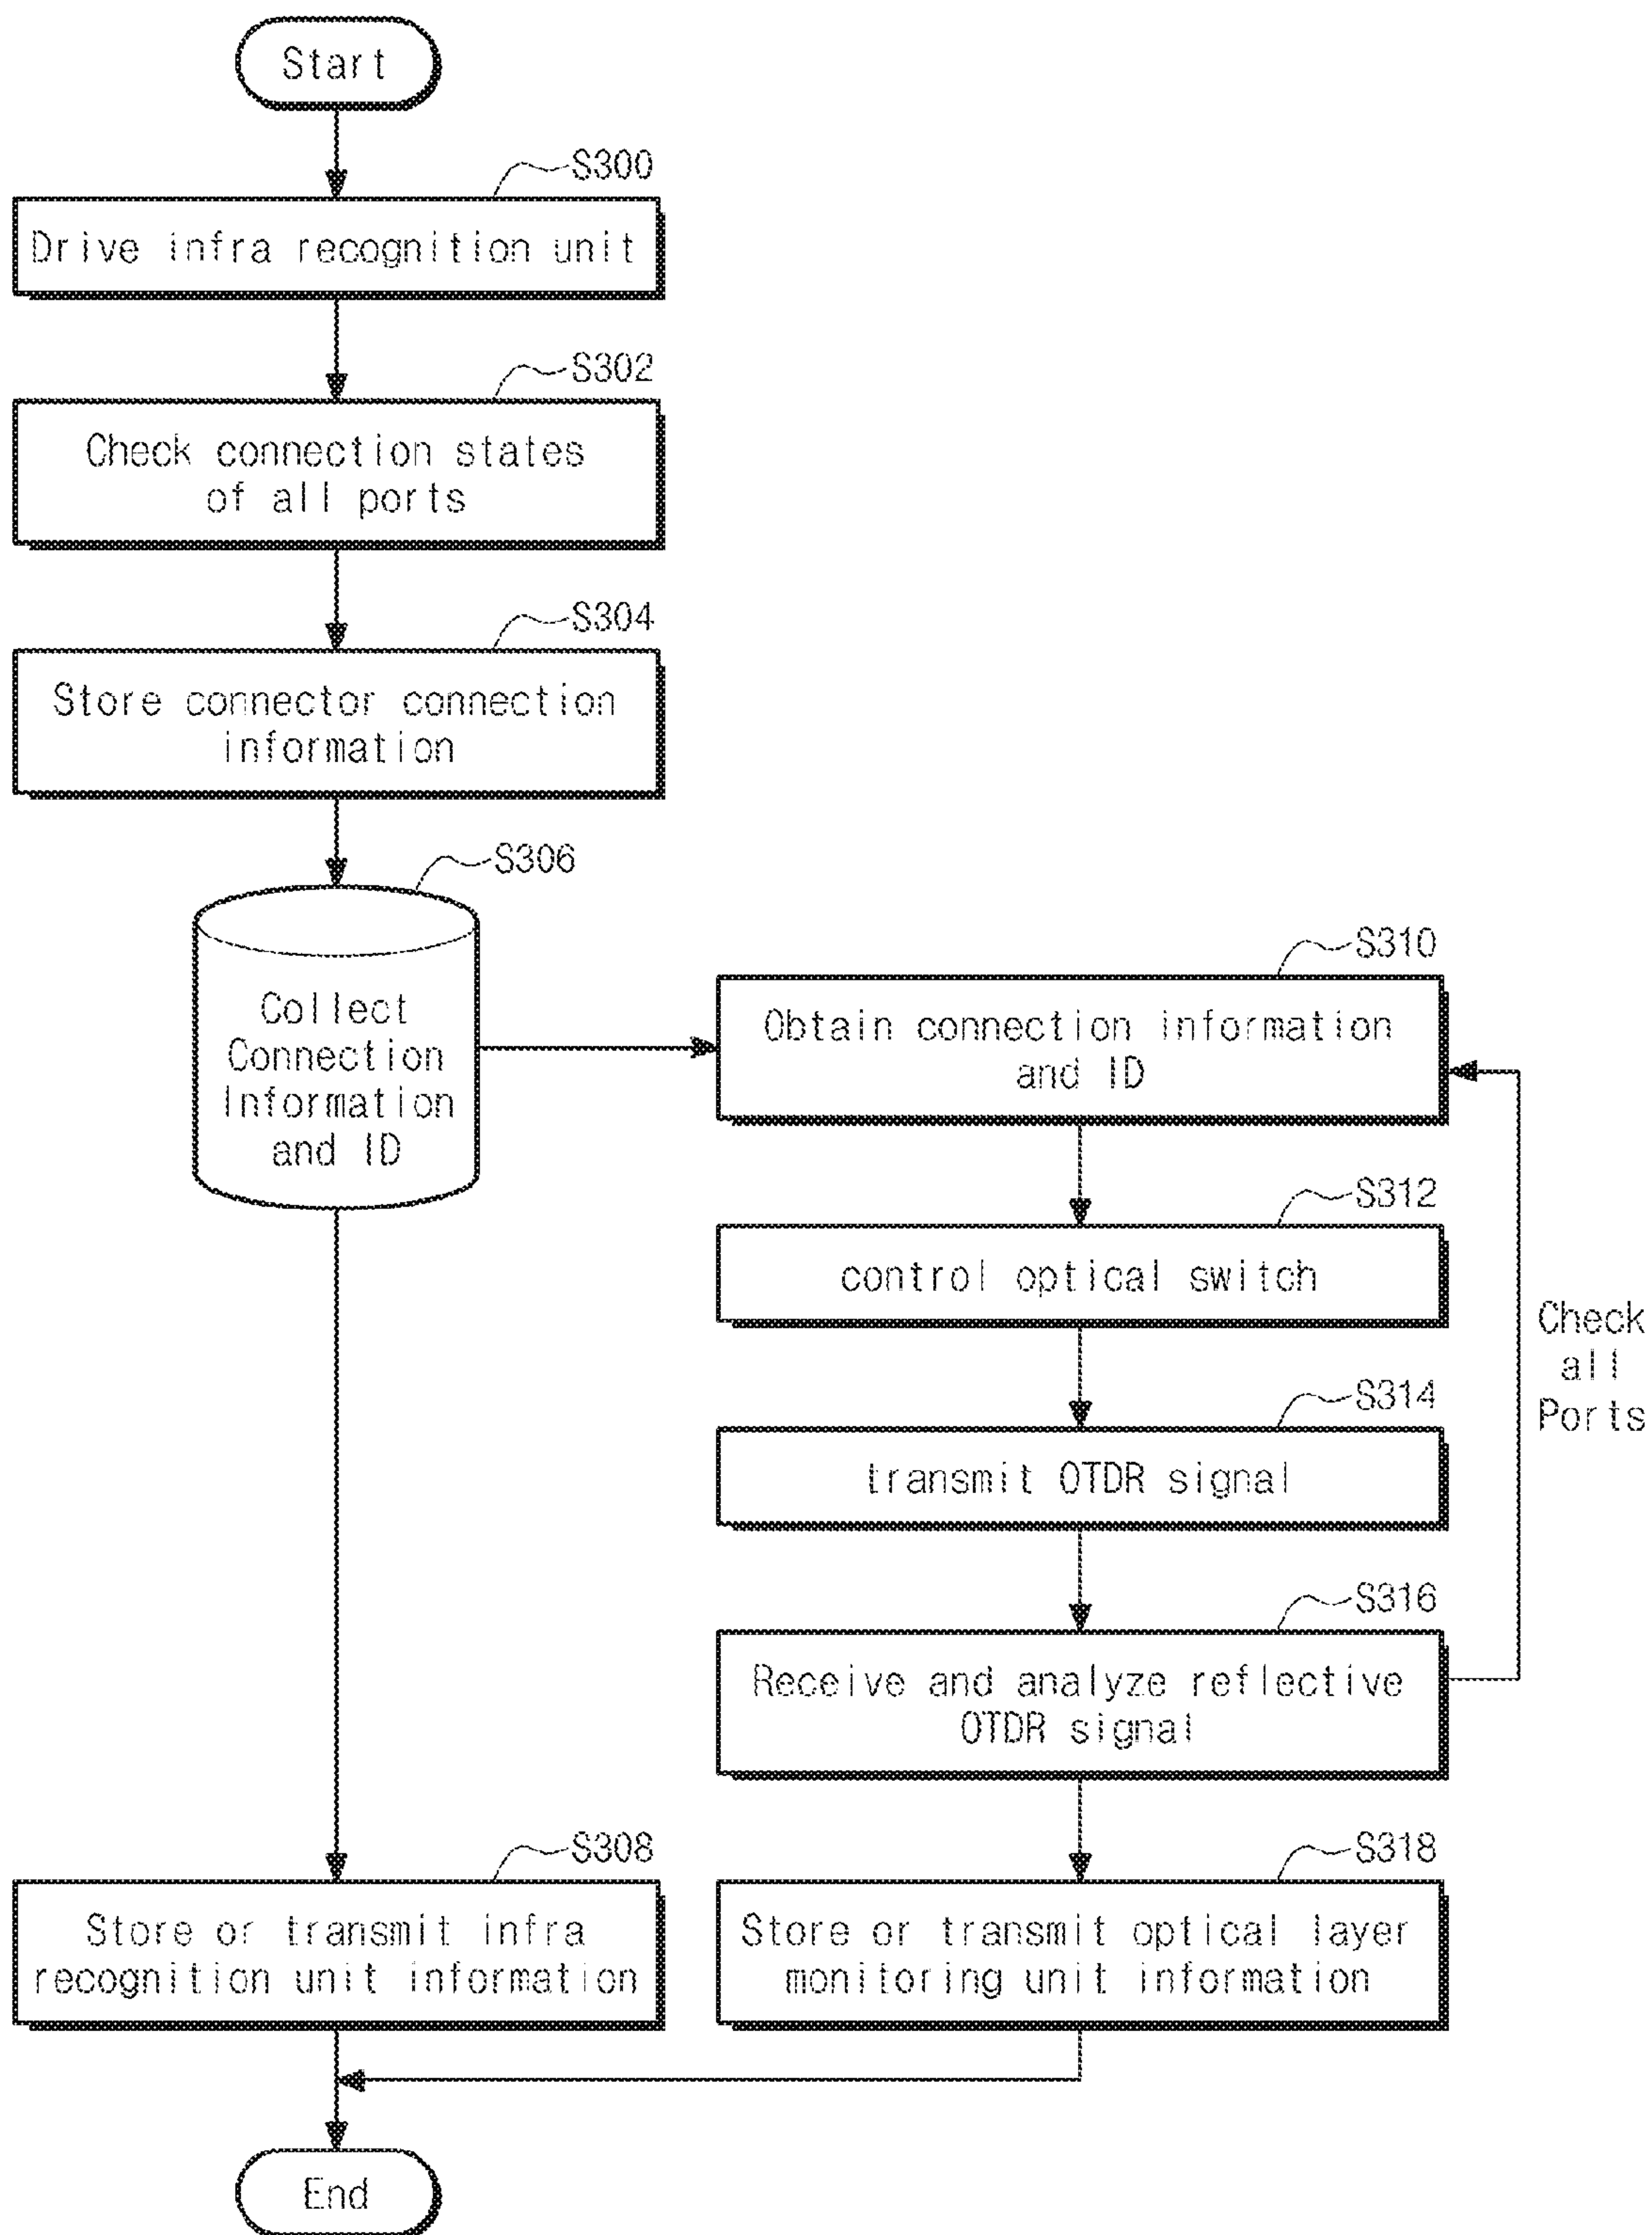 Start
S300
Drive infra recognition unit
S302
Check connection states
of all ports
S304
Store connector connection
information
S306
Collect
Connection
Information
and ID
S310
Obtain connection information
and ID
S312
control optical switch
S314
transmit OTDR signal
Check
all
Ports
S316
Receive and analyze reflective
OTDR signal
S308
Store or transmit infra
recognition unit information
S318
Store or transmit optical layer
monitoring unit information
End